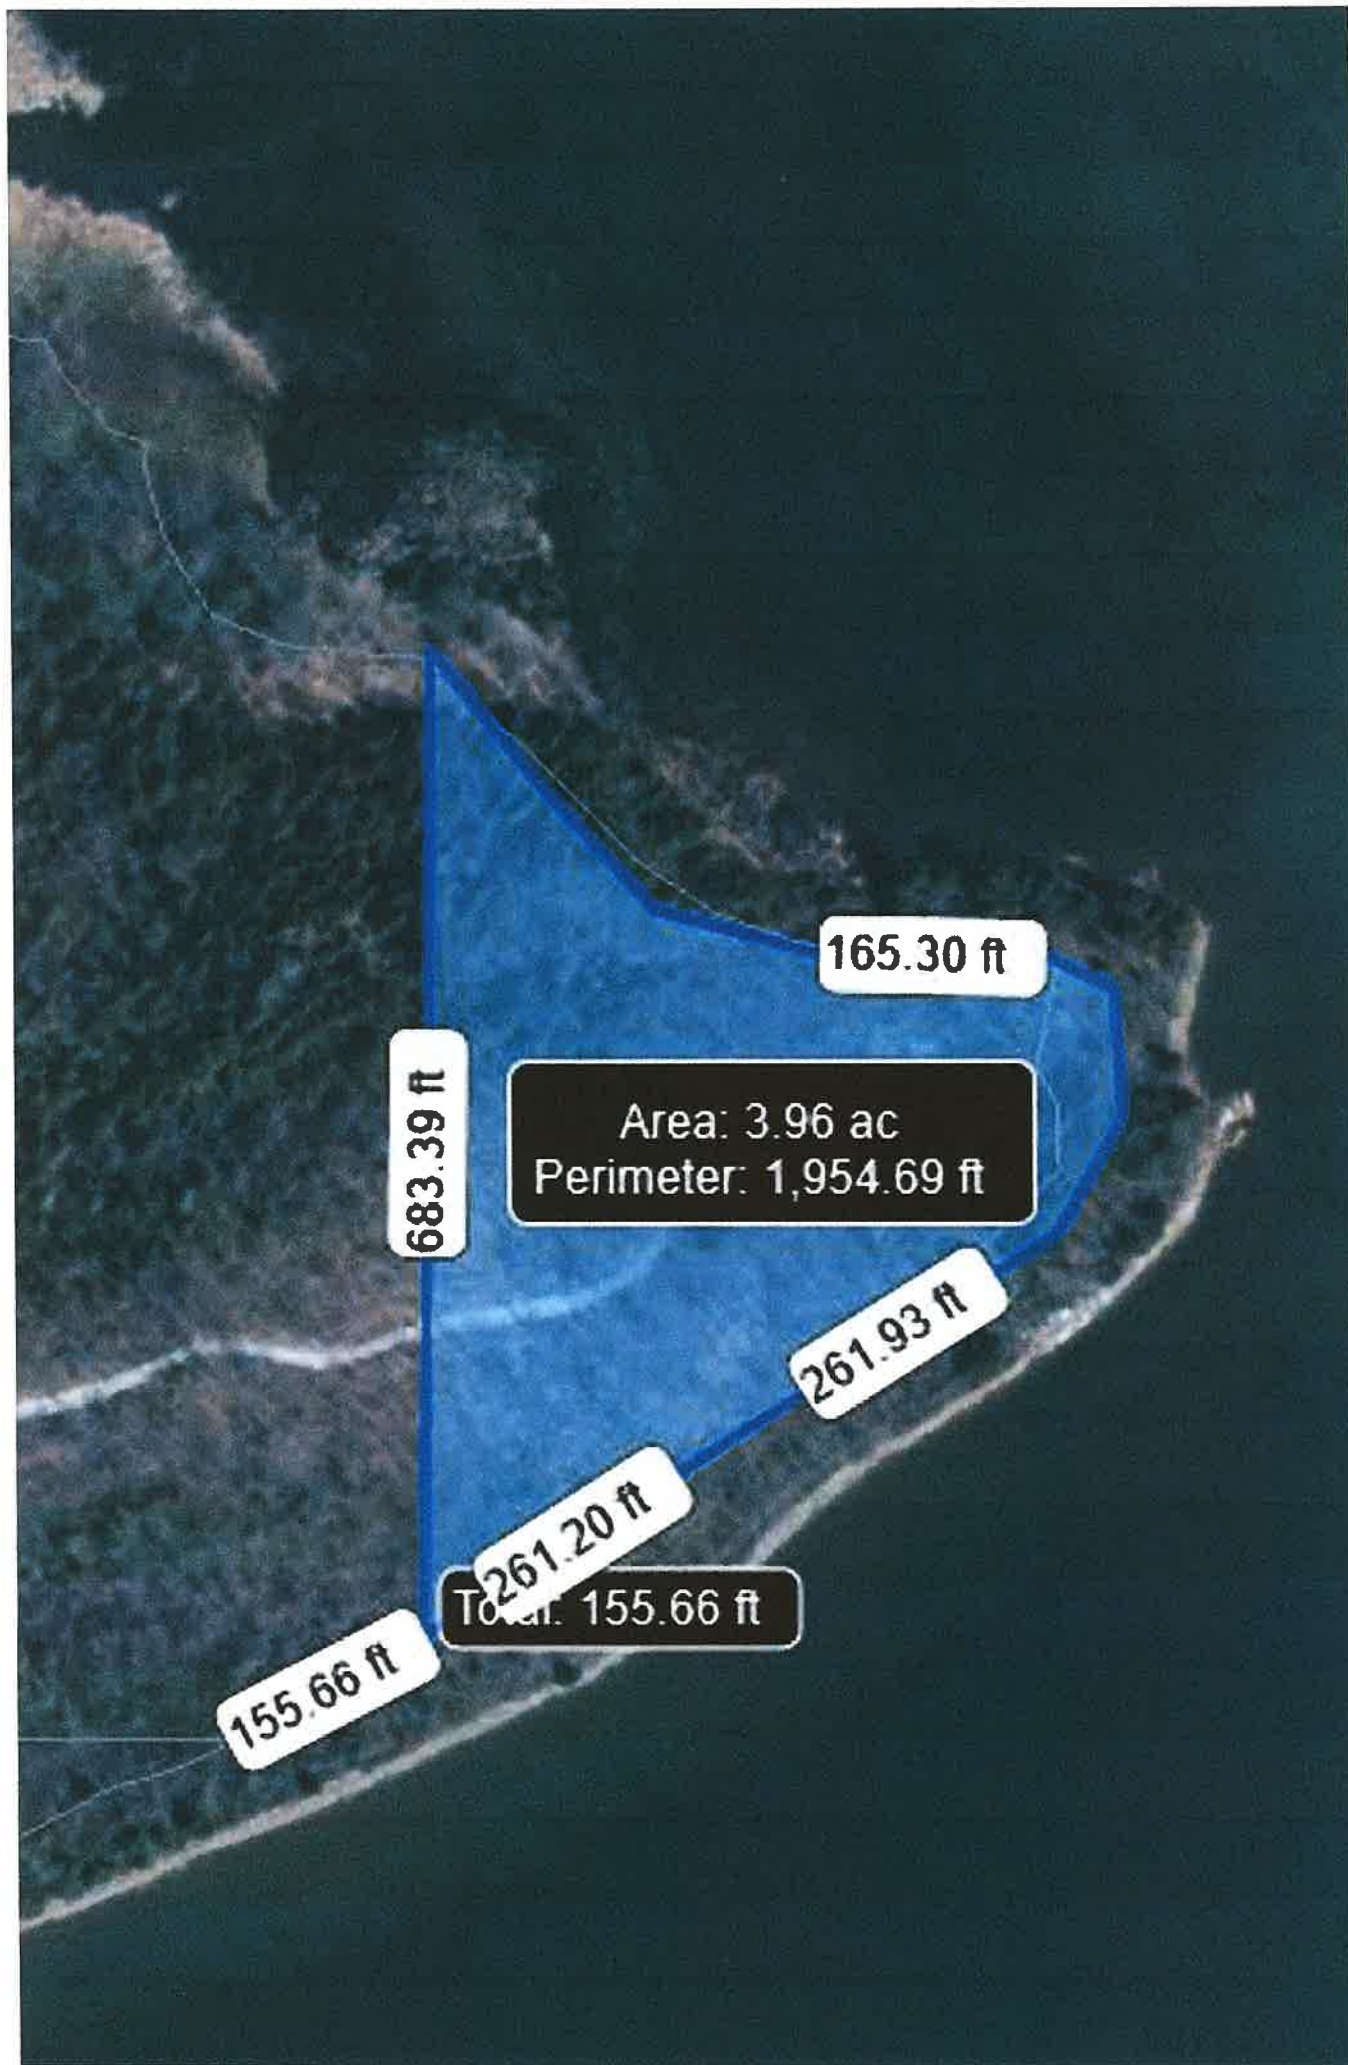 165.30 ft
683.39 ft
Area: 3.96 ac
Perimeter: 1,954.69 ft
261.93 ft
261.20 ft
155.66 ft
155.66 ft